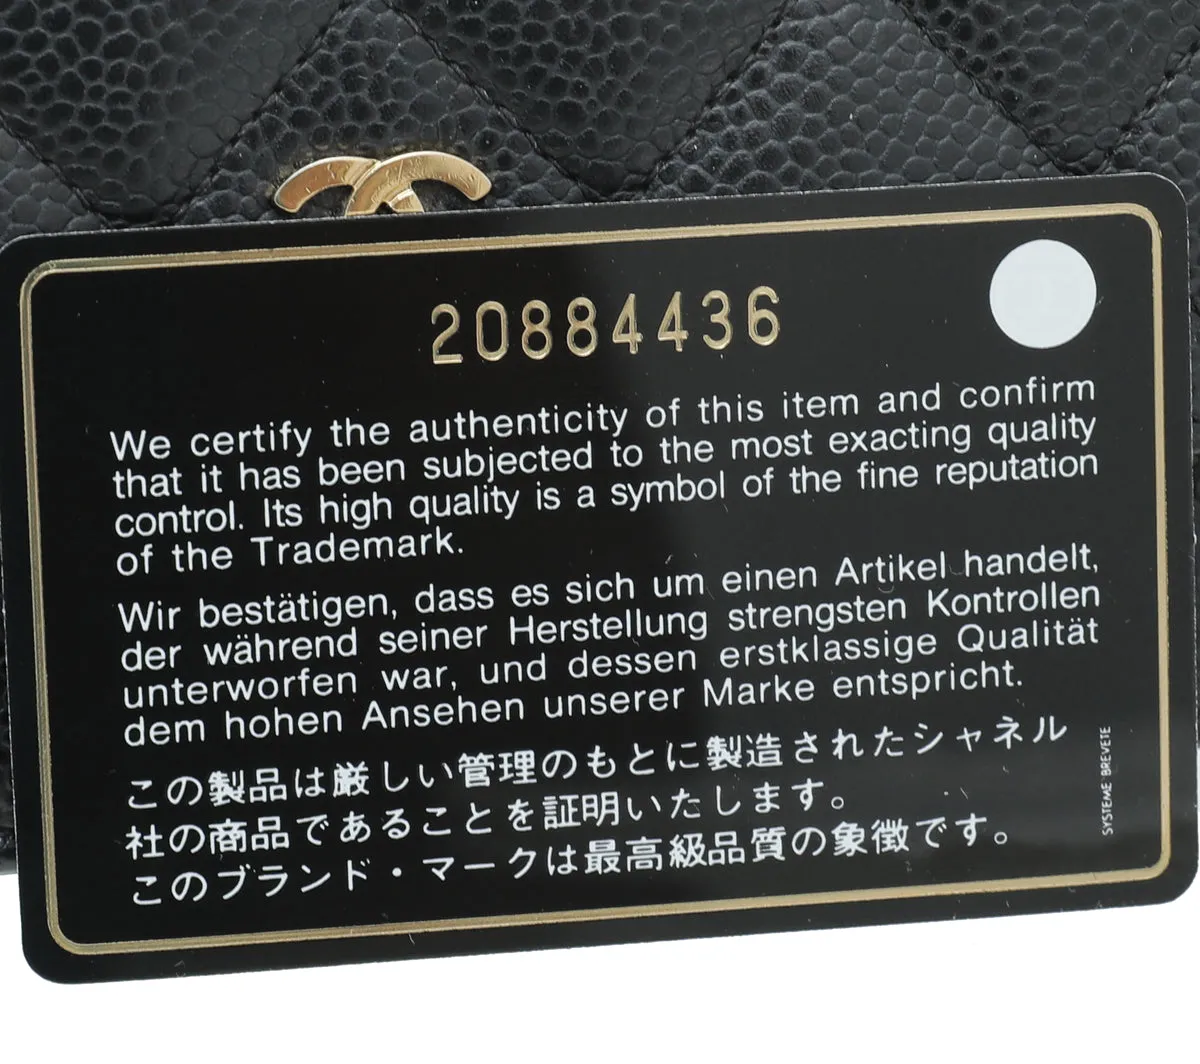 20884436
We certify the authenticity of this item and confirm
that it has been subjected to the most exacting quality
control. Its high quality is a symbol of the fine reputation
of the Trademark.
Wir bestätigen, dass es sich um einen Artikel handelt,
der während seiner Herstellung strengsten Kontrollen
unterworfen war, und dessen erstklassige Qualität
dem hohen Ansehen unserer Marke entspricht.
この製品は厳しい管理のもとに製造されたシャネル
社の商品であることを証明いたします。
このブランド・マークは最高級品質の象徴です。
SYSTEME BREVETE